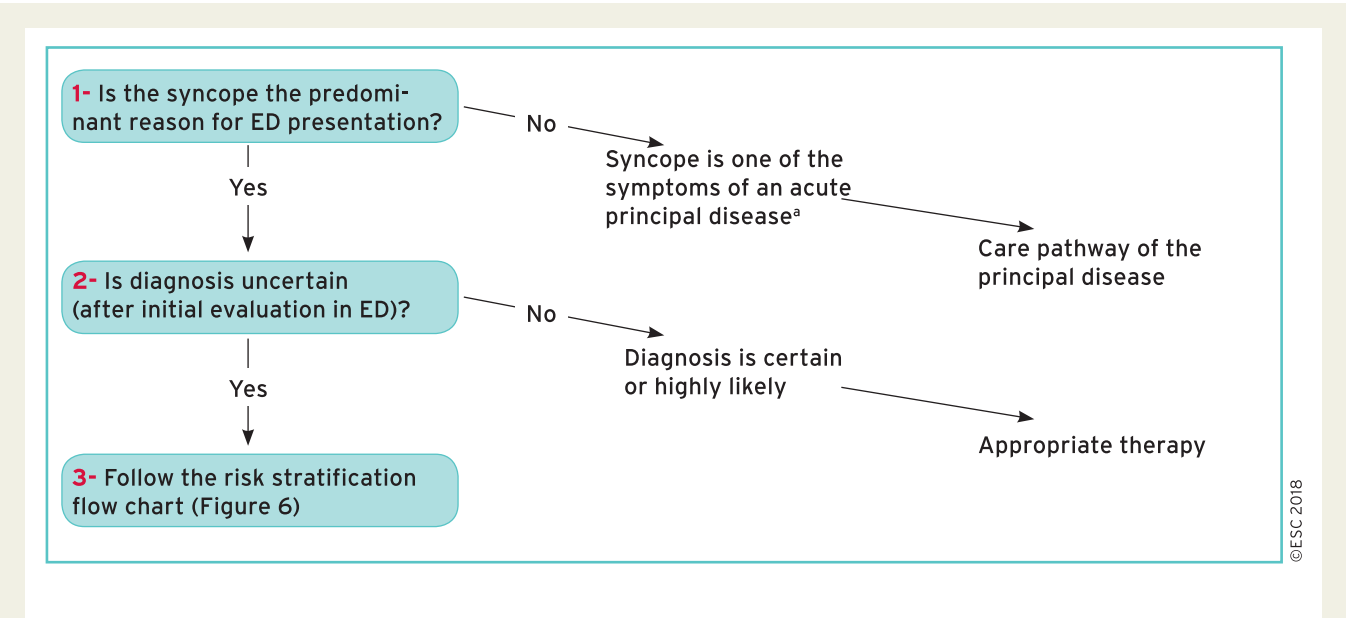 1- Is the syncope the predomi-
nant reason for ED presentation?
No
Syncope is one of the
symptoms of an acute
principal diseaseª
Care pathway of the
principal disease
Yes
2- Is diagnosis uncertain
(after initial evaluation in ED)?
No
Diagnosis is certain
or highly likely
Appropriate therapy
Yes
3- Follow the risk stratification
flow chart (Figure 6)
©ESC 2018